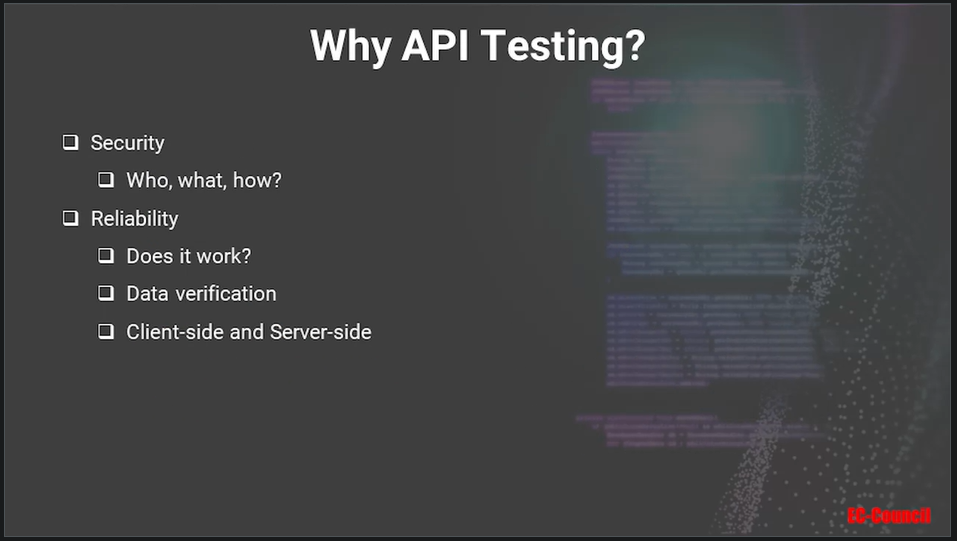 Why API Testing?
Security
Who, what, how?
Reliability
Does it work?
Data verification
Client-side and Server-side
EC-Council